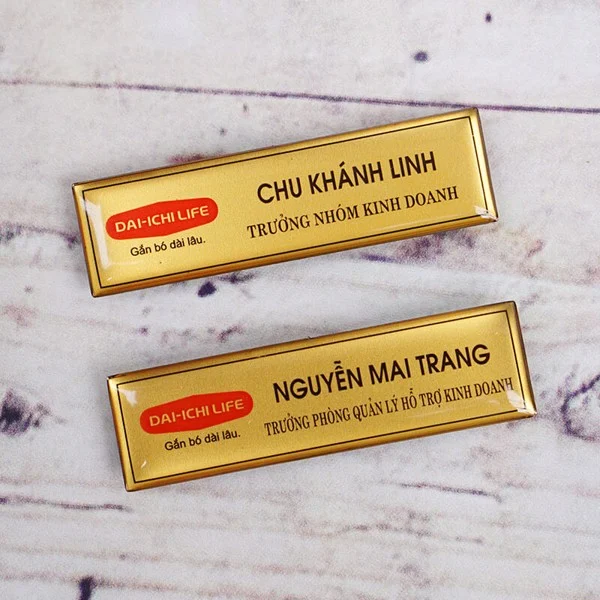 DAI-ICHI LIFE
Gắn bó dài lâu.
CHU KHÁNH LINH
TRƯỞNG NHÓM KINH DOANH
DAI-ICHI LIFE
Gắn bó dài lâu.
NGUYỄN MAI TRANG
TRƯỞNG PHÒNG QUẢN LÝ HỖ TRỢ KINH DOANH